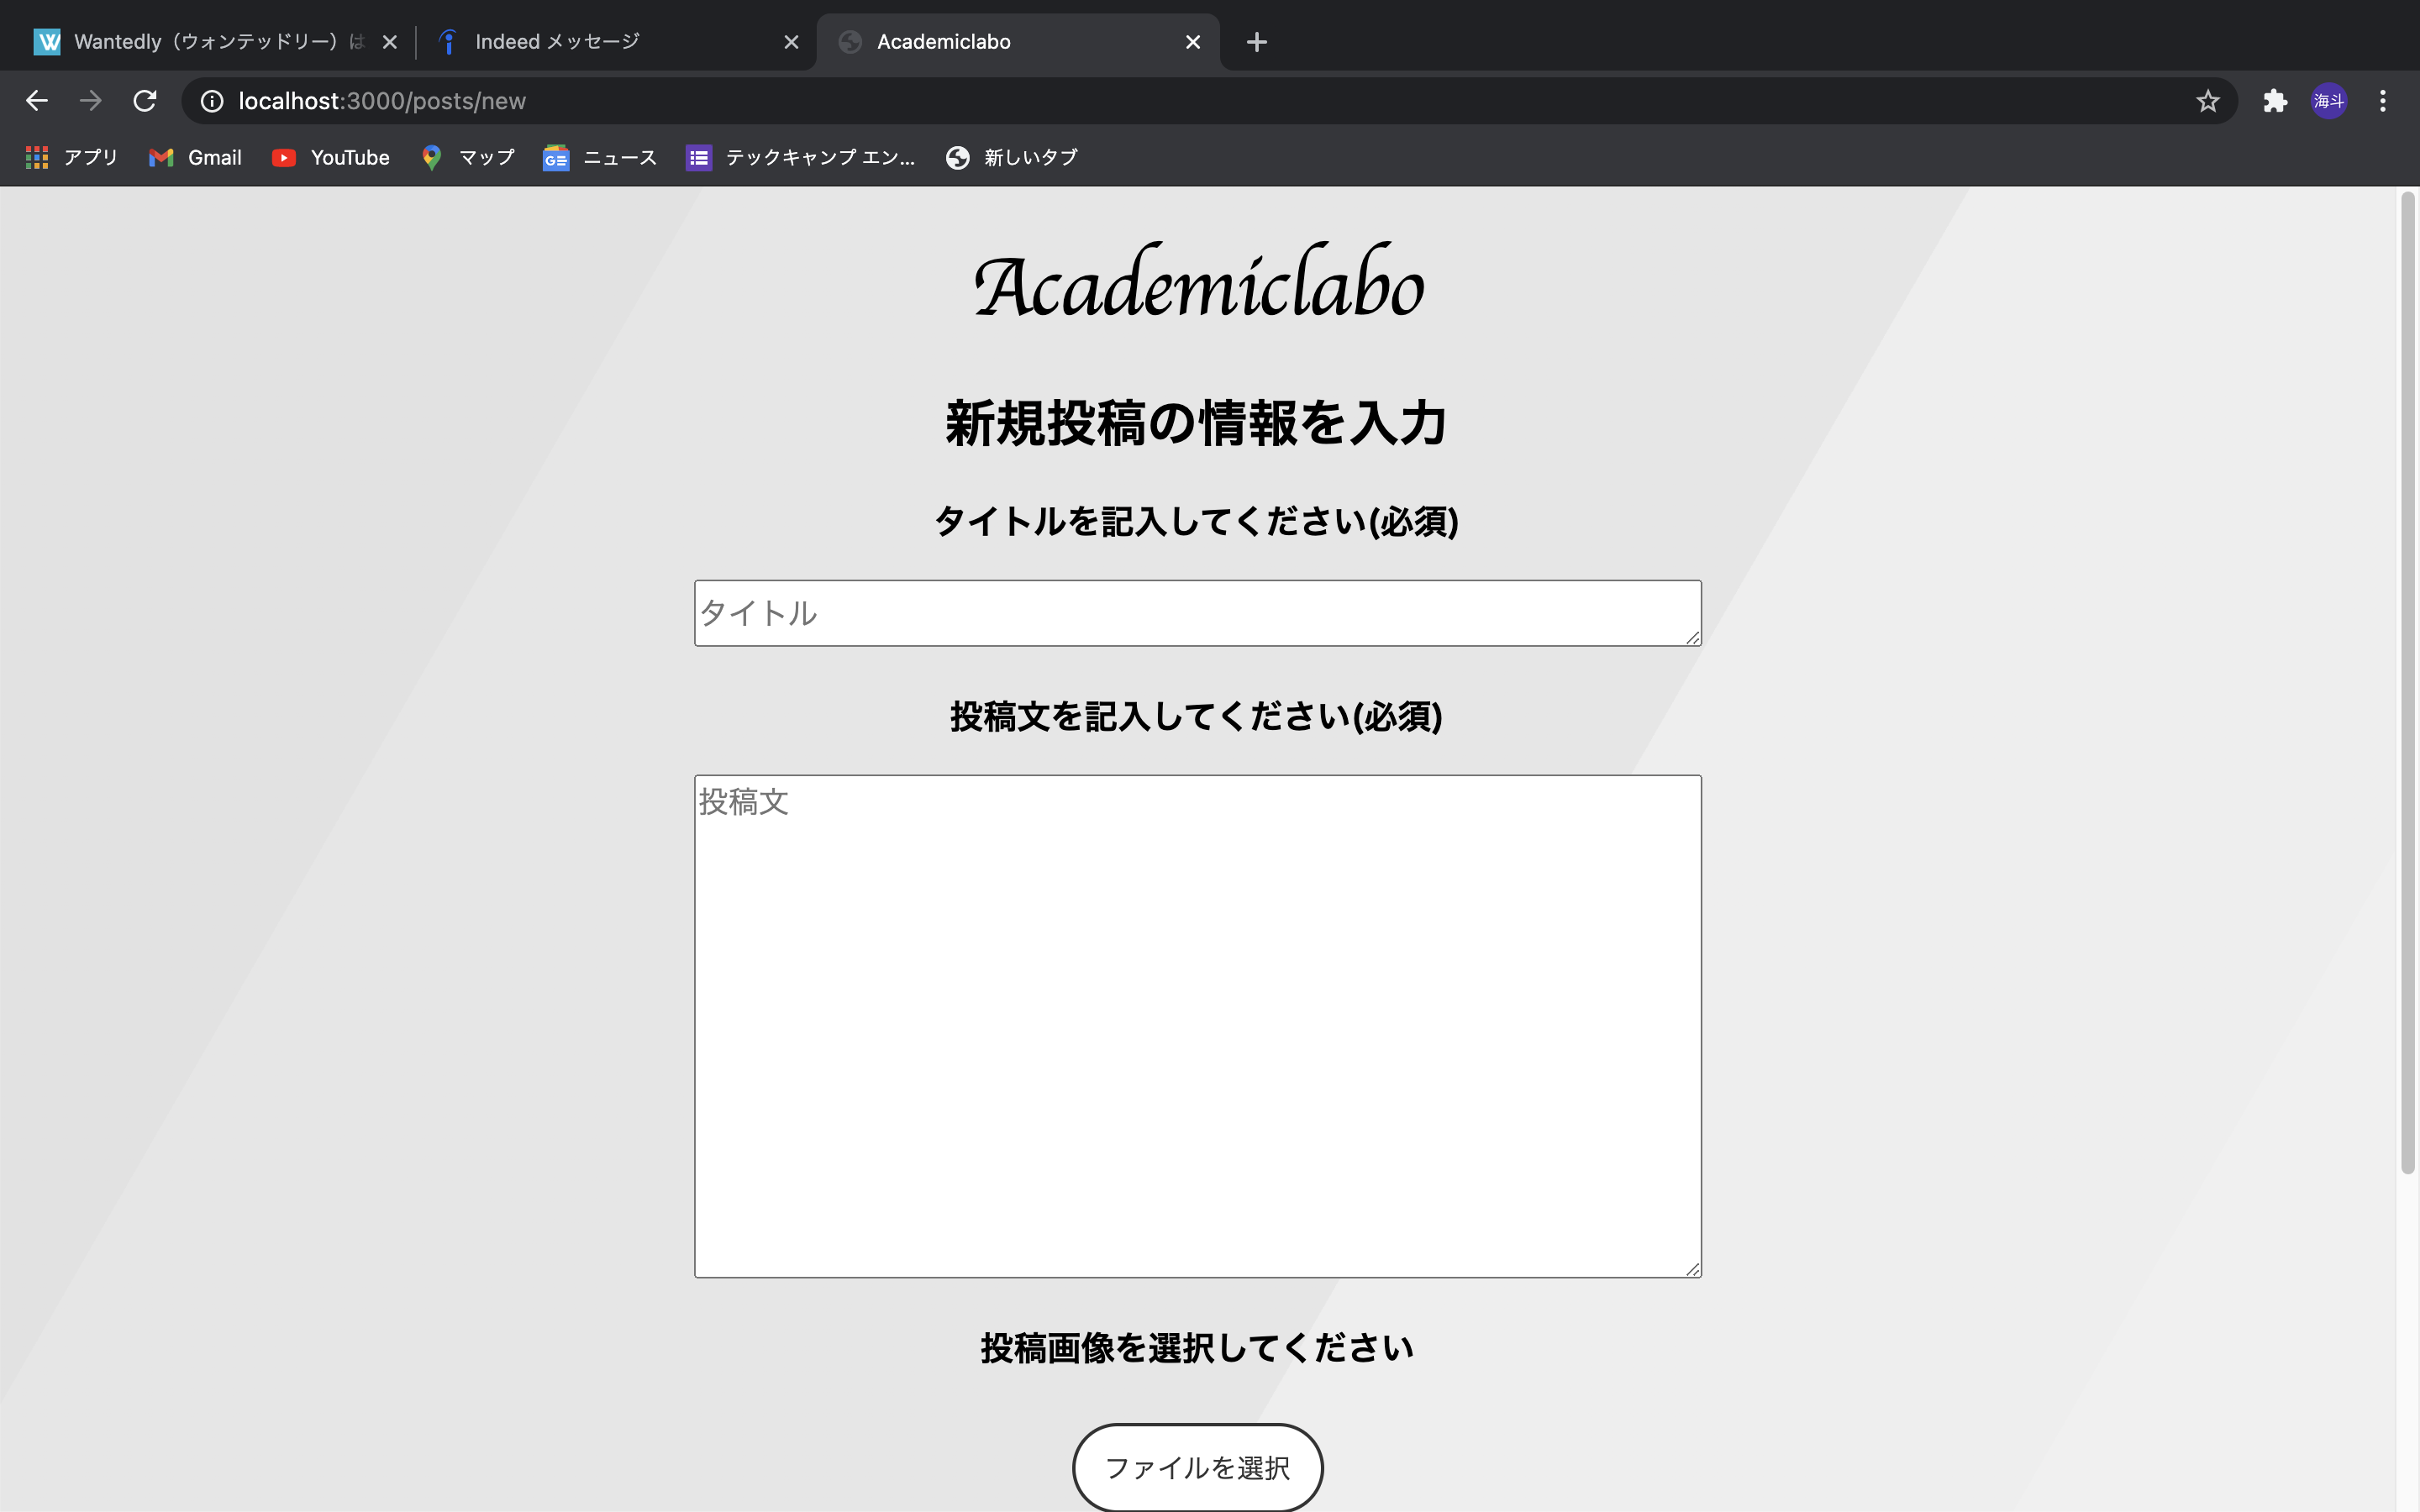 Wantedly（ウォンテッドリー）は
Indeed メッセージ
Academiclabo
localhost:3000/posts/new
海斗
アプリ
Gmail
YouTube
マップ
ニュース
テックキャンプ エン...
新しいタブ
Academiclabo
新規投稿の情報を入力
タイトルを記入してください(必須)
タイトル
投稿文を記入してください(必須)
投稿文
投稿画像を選択してください
ファイルを選択